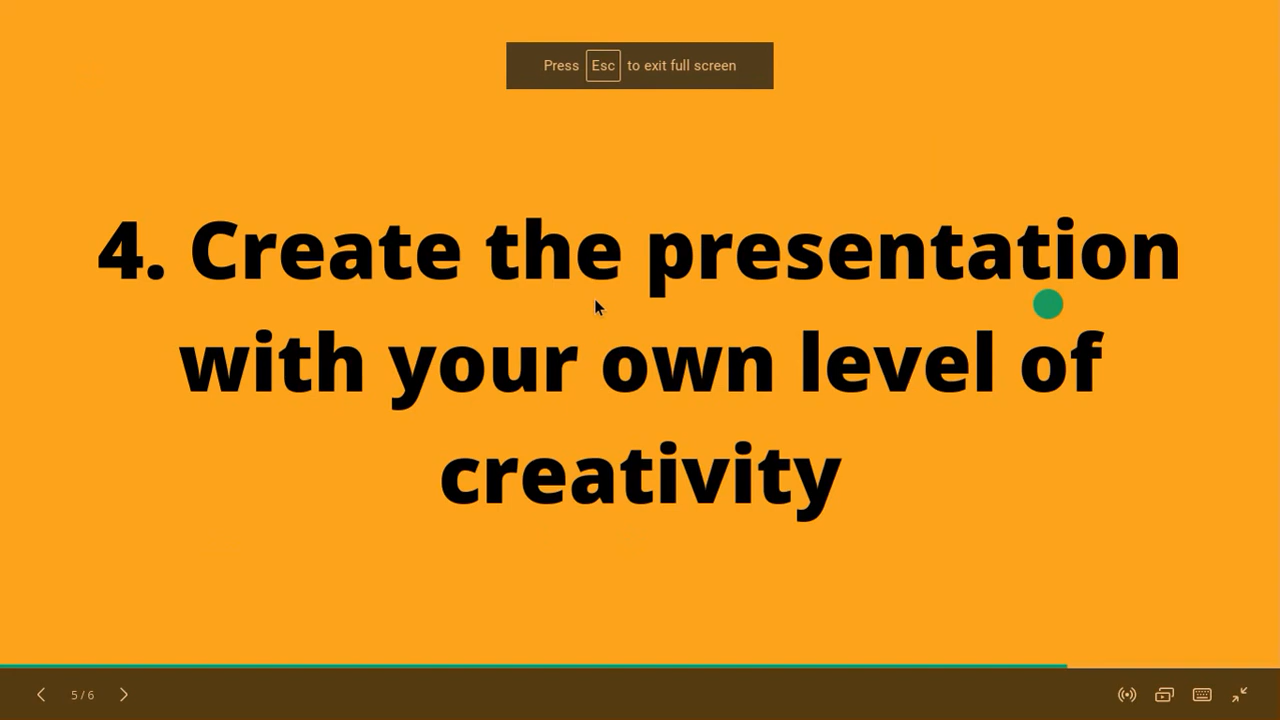 Press Esc to exit full screen
4. Create the presentation
with your own level of
creativity
5 / 6